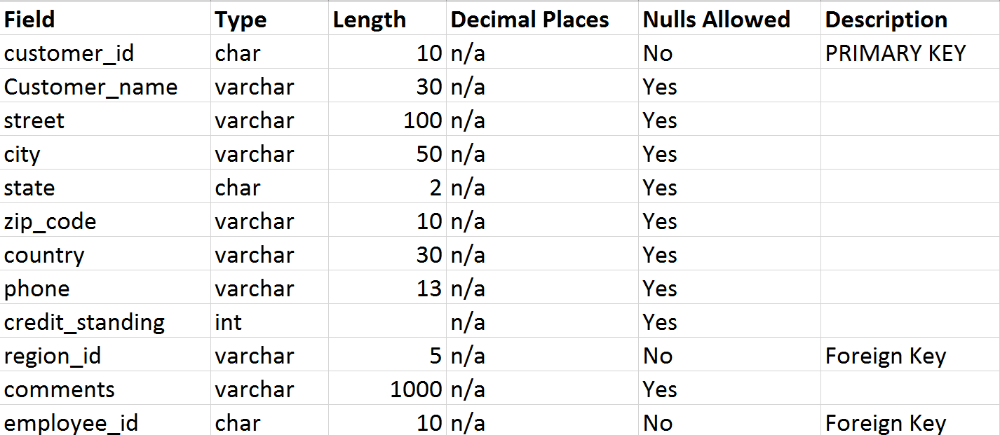 Field Type Length Decimal Places Nulls Allowed Description
customer_id char 10 n/a No PRIMARY KEY
Customer_name varchar 30 n/a Yes
street varchar 100 n/a Yes
city varchar 50 n/a Yes
state char 2 n/a Yes
zip_code varchar 10 n/a Yes
country varchar 30 n/a Yes
phone varchar 13 n/a Yes
credit_standing int n/a Yes
region_id varchar 5 n/a No Foreign Key
comments varchar 1000 n/a Yes
employee_id char 10 n/a No Foreign Key